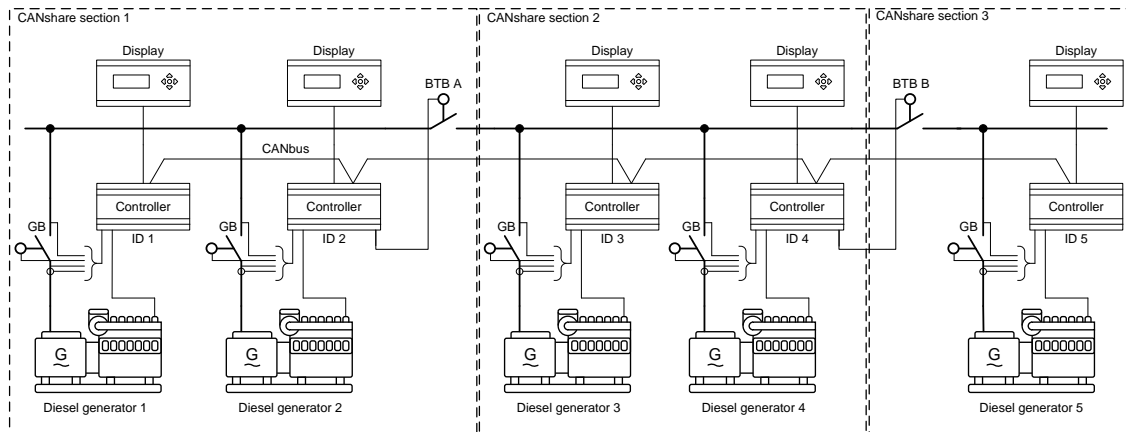 CANshare section 1
CANshare section 2
CANshare section 3
Display
Display
Display
Display
Display
BTB A
BTB B
CANbus
Controller
Controller
Controller
Controller
Controller
GB
GB
GB
GB
GB
ID 1
ID 2
ID 3
ID 4
ID 5
G
G
G
G
G
Diesel generator 1
Diesel generator 2
Diesel generator 3
Diesel generator 4
Diesel generator 5